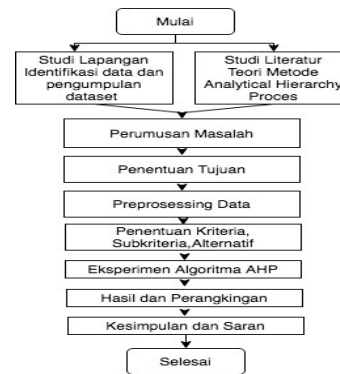 Mulai
Studi Lapangan
Identifikasi data dan
pengumpulan
dataset
Studi Literatur
Teori Metode
Analytical Hierarchy
Proces
Perumusan Masalah
Penentuan Tujuan
Preprosessing Data
Penentuan Kriteria,
Subkriteria,Alternatif
Eksperimen Algoritma AHP
Hasil dan Perangkingan
Kesimpulan dan Saran
Selesai